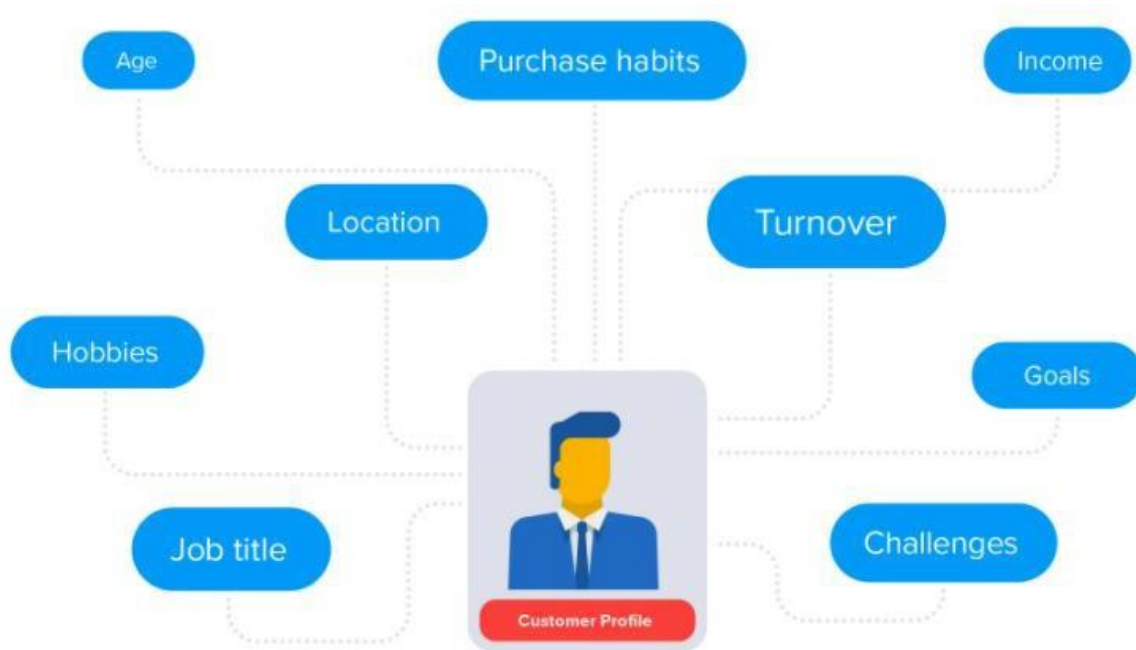 Age
Purchase habits
Income
Location
Turnover
Hobbies
Goals
Job title
Challenges
Customer Profile